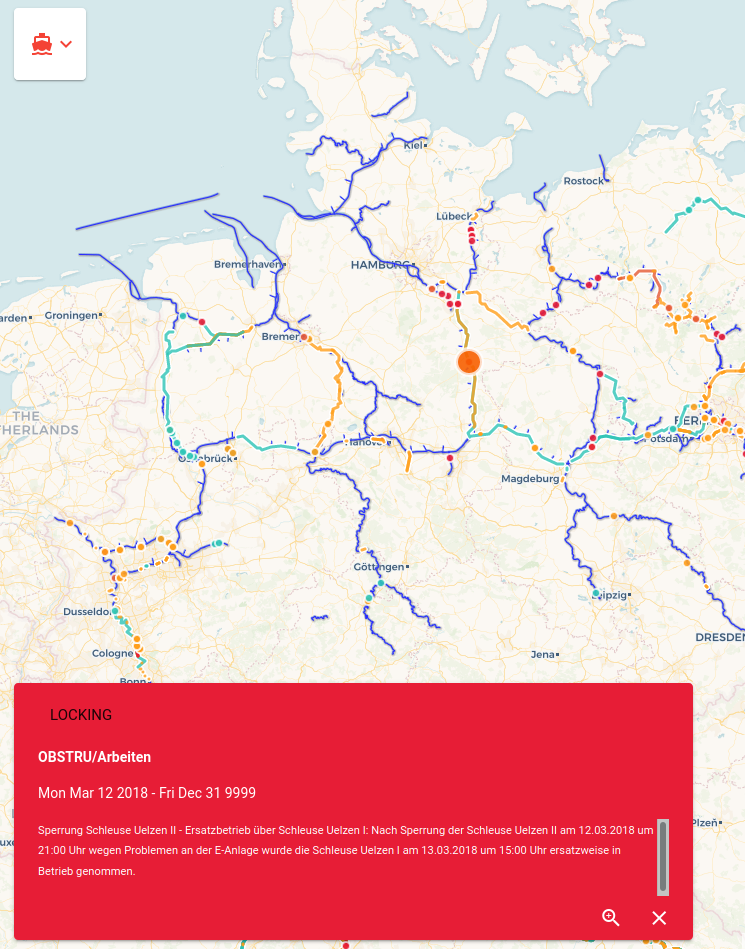 Kiel
Rostock
Lübeck
Bremerhaven
HAMBURG
Groningen
Bremen
THE
Hanover
Potsdam
Magdeburg
Göttingen
Leipzig
Dusseldorf
DRESDEN
Cologne
Jena
Bonn
LOCKING
OBSTRU/Arbeiten
Mon Mar 12 2018 - Fri Dec 31 9999
Plzeň
Sperrung Schleuse Uelzen II - Ersatzbetrieb über Schleuse Uelzen I: Nach Sperrung der Schleuse Uelzen II am 12.03.2018 um
21:00 Uhr wegen Problemen an der E-Anlage wurde die Schleuse Uelzen I am 13.03.2018 um 15:00 Uhr ersatzweise in
Betrieb genommen.